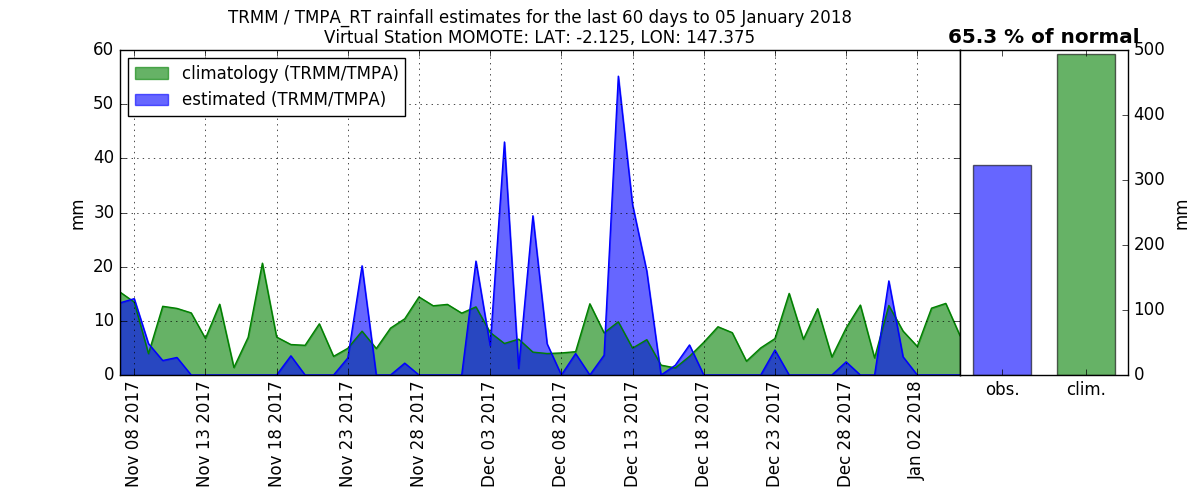 TRMM / TMPA_RT rainfall estimates for the last 60 days to 05 January 2018
Virtual Station MOMOTE: LAT: -2.125, LON: 147.375
65.3 % of normal
climatology (TRMM/TMPA)
estimated (TRMM/TMPA)
60
50
40
30
20
10
0
mm
Nov 08 2017
Nov 13 2017
Nov 18 2017
Nov 23 2017
Nov 28 2017
Dec 03 2017
Dec 08 2017
Dec 13 2017
Dec 18 2017
Dec 23 2017
Dec 28 2017
Jan 02 2018
obs.
clim.
500
400
300
200
100
0
mm